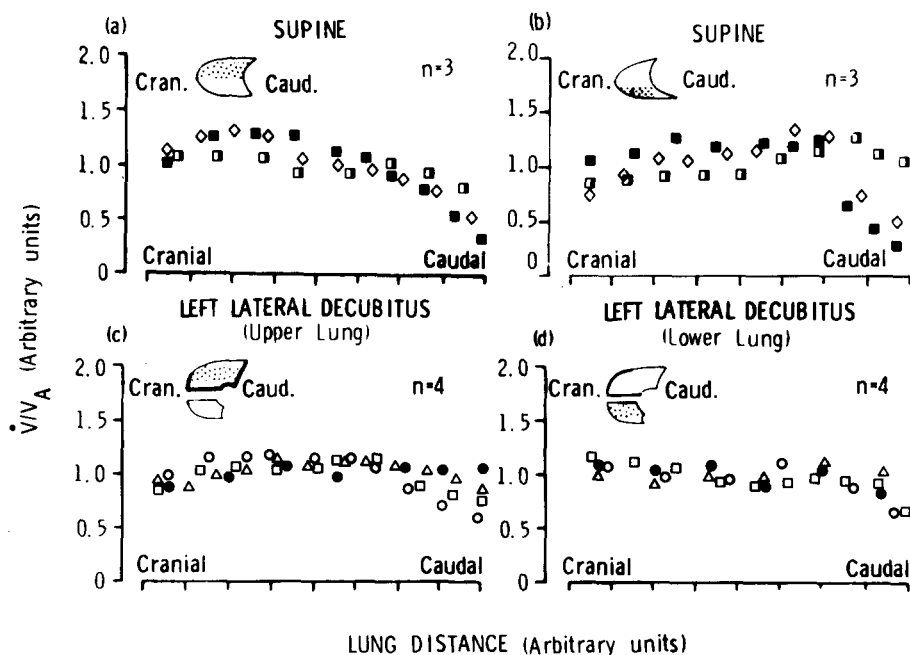 (a) SUPINE
2.0
1.5
1.0
0.5
0
Cran.
Caud.
n=3
Cranial
Caudal
(b) SUPINE
2.0
1.5
1.0
0.5
0
Cran.
Caud.
n=3
Cranial
Caudal
V̇/VA (Arbitrary units)
LEFT LATERAL DECUBITUS
(c) (Upper Lung)
2.0
1.5
1.0
0.5
0
Cran.
Caud.
n=4
Cranial
Caudal
LEFT LATERAL DECUBITUS
(d) (Lower Lung)
2.0
1.5
1.0
0.5
0
Cran.
Caud.
n=4
Cranial
Caudal
LUNG DISTANCE (Arbitrary units)